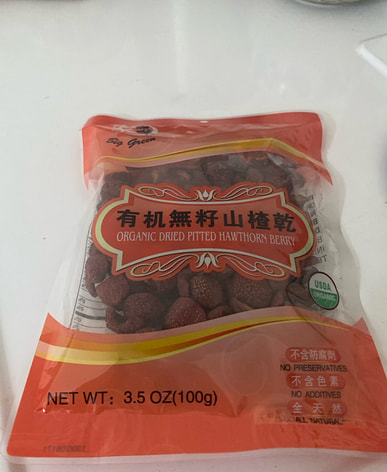 Big Green
有机無籽山楂乾
ORGANIC DRIED PITTED HAWTHORN BERRY
USDA
ORGANIC
不含防腐劑
NO PRESERVATIVES
不含色素
NO ADDITIVES
全天然
ALL NATURAL
NET WT: 3.5 OZ(100g)